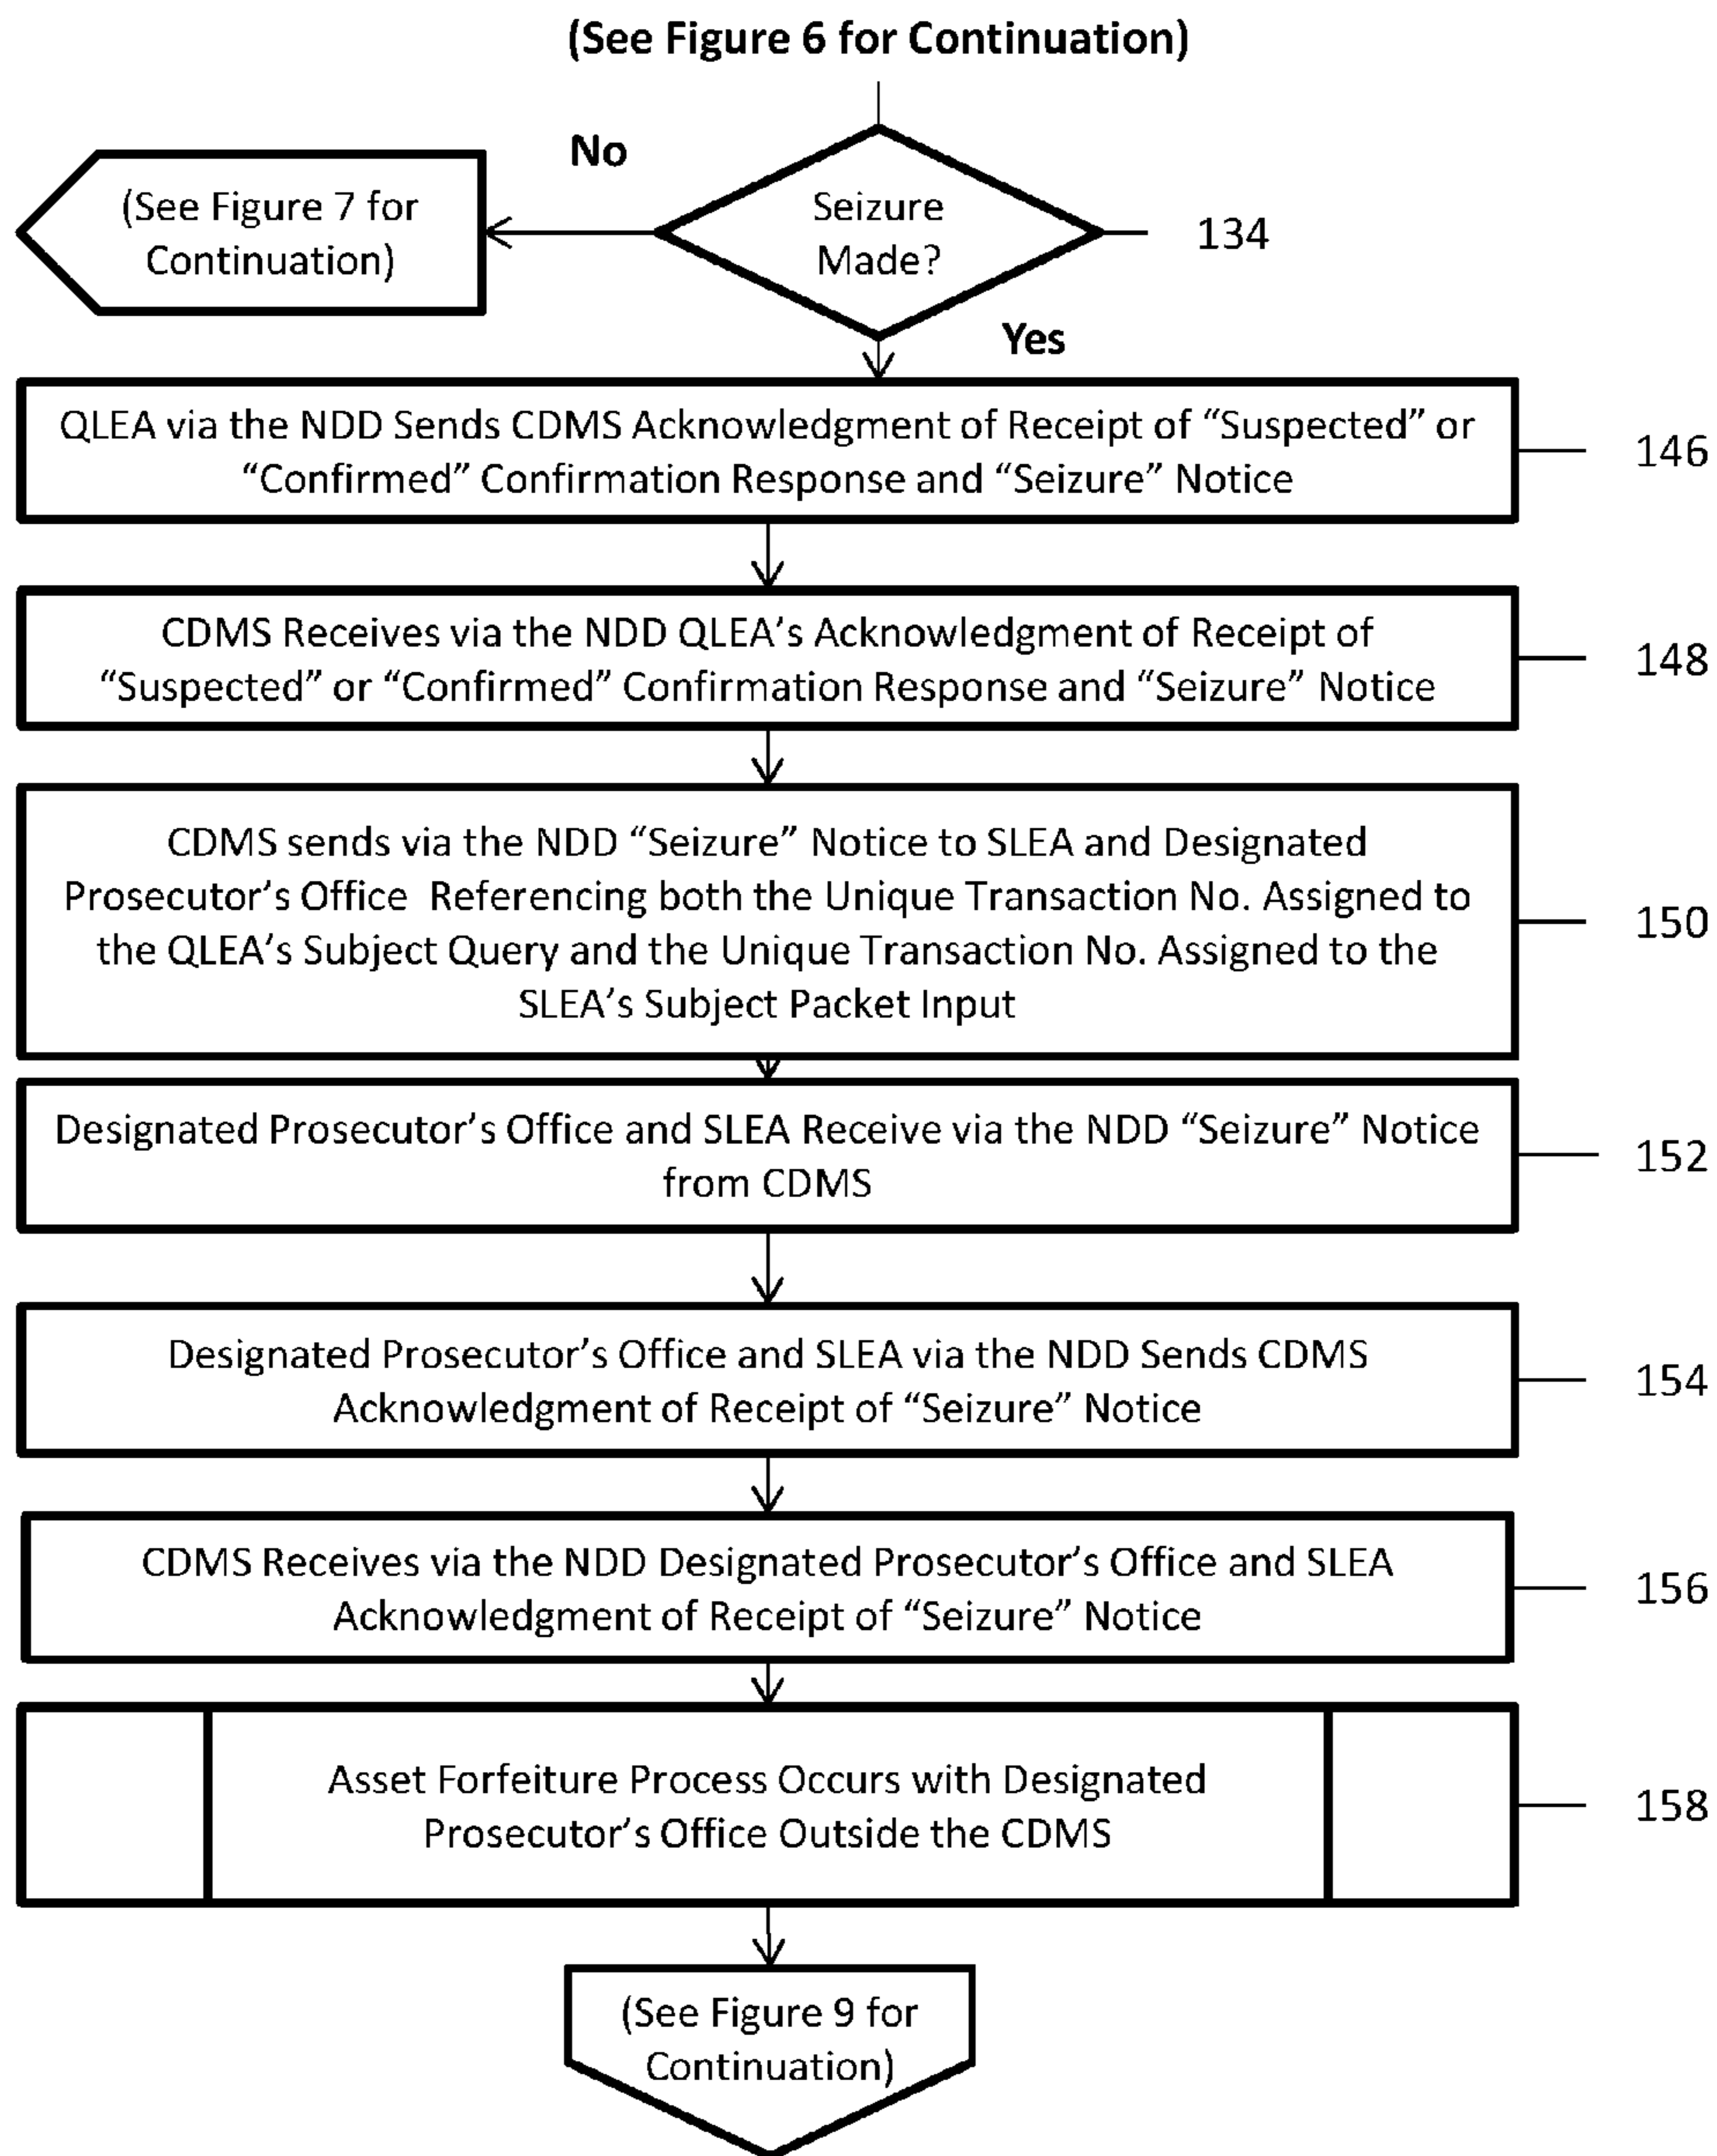 (See Figure 6 for Continuation)
No
(See Figure 7 for
Continuation)
Seizure
Made?
134
Yes
QLEA via the NDD Sends CDMS Acknowledgment of Receipt of “Suspected” or
“Confirmed” Confirmation Response and “Seizure” Notice
146
CDMS Receives via the NDD QLEA’s Acknowledgment of Receipt of
“Suspected” or “Confirmed” Confirmation Response and “Seizure” Notice
148
CDMS sends via the NDD “Seizure” Notice to SLEA and Designated
Prosecutor’s Office Referencing both the Unique Transaction No. Assigned to
the QLEA’s Subject Query and the Unique Transaction No. Assigned to the
SLEA’s Subject Packet Input
150
Designated Prosecutor’s Office and SLEA Receive via the NDD “Seizure” Notice
from CDMS
152
Designated Prosecutor’s Office and SLEA via the NDD Sends CDMS
Acknowledgment of Receipt of “Seizure” Notice
154
CDMS Receives via the NDD Designated Prosecutor’s Office and SLEA
Acknowledgment of Receipt of “Seizure” Notice
156
Asset Forfeiture Process Occurs with Designated
Prosecutor’s Office Outside the CDMS
158
(See Figure 9 for
Continuation)